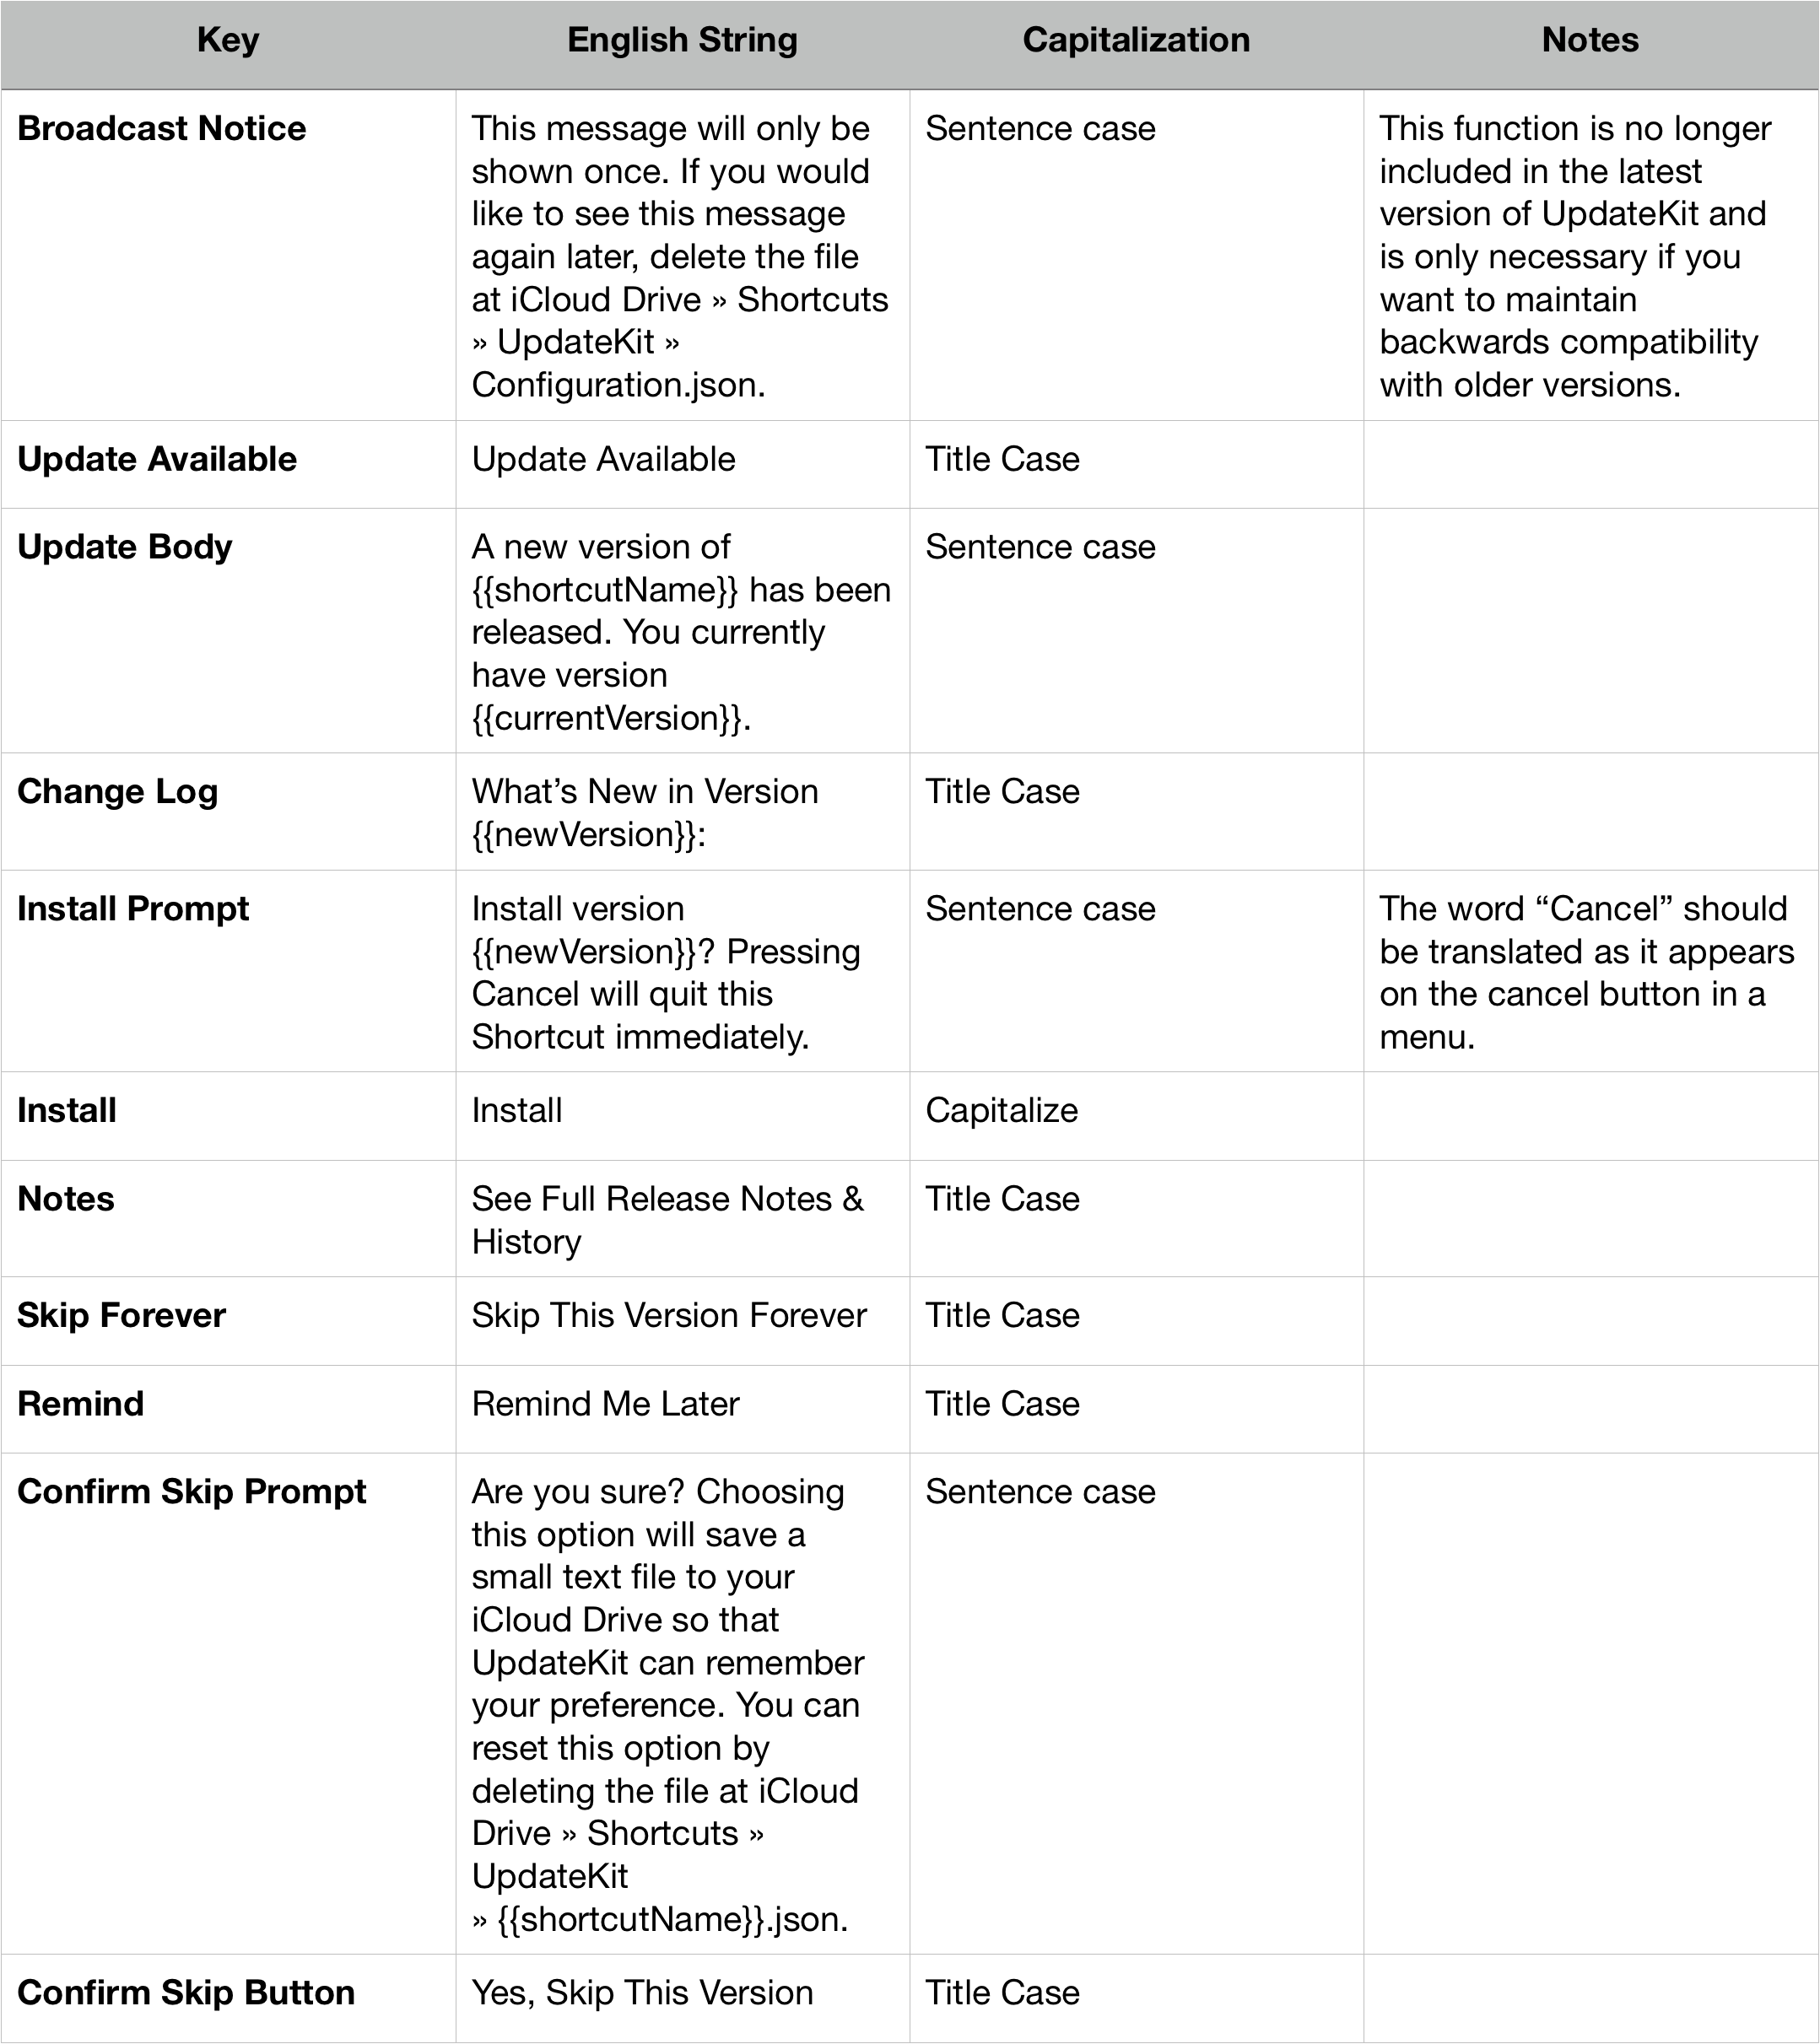 Key English String Capitalization Notes
Broadcast Notice
This message will only be
shown once. If you would
like to see this message
again later, delete the file
at iCloud Drive » Shortcuts
» UpdateKit »
Configuration.json.
Sentence case
This function is no longer
included in the latest
version of UpdateKit and
is only necessary if you
want to maintain
backwards compatibility
with older versions.
Update Available
Update Available
Title Case
Update Body
A new version of
{{shortcutName}} has been
released. You currently
have version
{{currentVersion}}.
Sentence case
Change Log
What’s New in Version
{{newVersion}}:
Title Case
Install Prompt
Install version
{{newVersion}}? Pressing
Cancel will quit this
Shortcut immediately.
Sentence case
The word “Cancel” should
be translated as it appears
on the cancel button in a
menu.
Install
Install
Capitalize
Notes
See Full Release Notes &
History
Title Case
Skip Forever
Skip This Version Forever
Title Case
Remind
Remind Me Later
Title Case
Confirm Skip Prompt
Are you sure? Choosing
this option will save a
small text file to your
iCloud Drive so that
UpdateKit can remember
your preference. You can
reset this option by
deleting the file at iCloud
Drive » Shortcuts »
UpdateKit
» {{shortcutName}}.json.
Sentence case
Confirm Skip Button
Yes, Skip This Version
Title Case